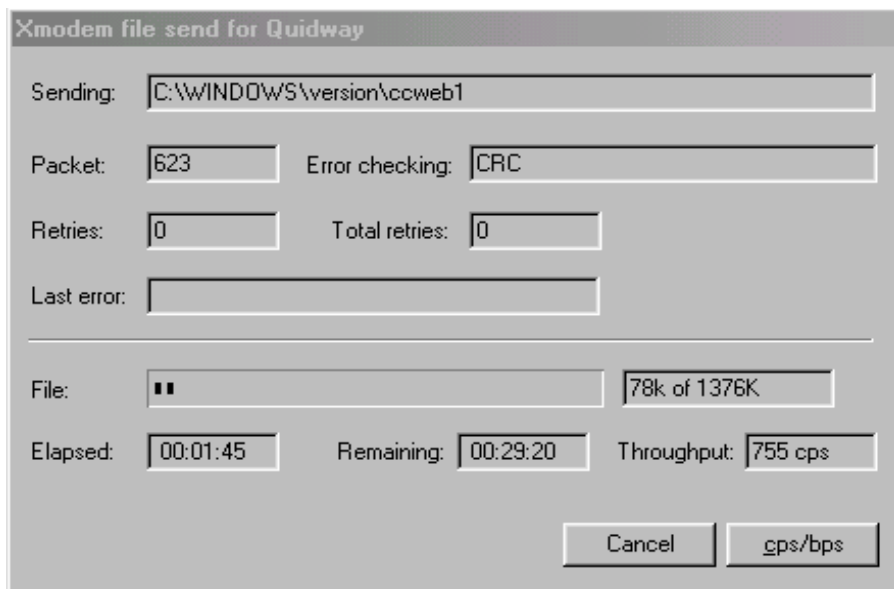 Xmodem file send for Quidway
Sending: C:\WINDOWS\version\ccweb1
Packet: 623 Error checking: CRC
Retries: 0 Total retries: 0
Last error:
File: 78k of 1376K
Elapsed: 00:01:45 Remaining: 00:29:20 Throughput: 755 cps
Cancel cps/bps